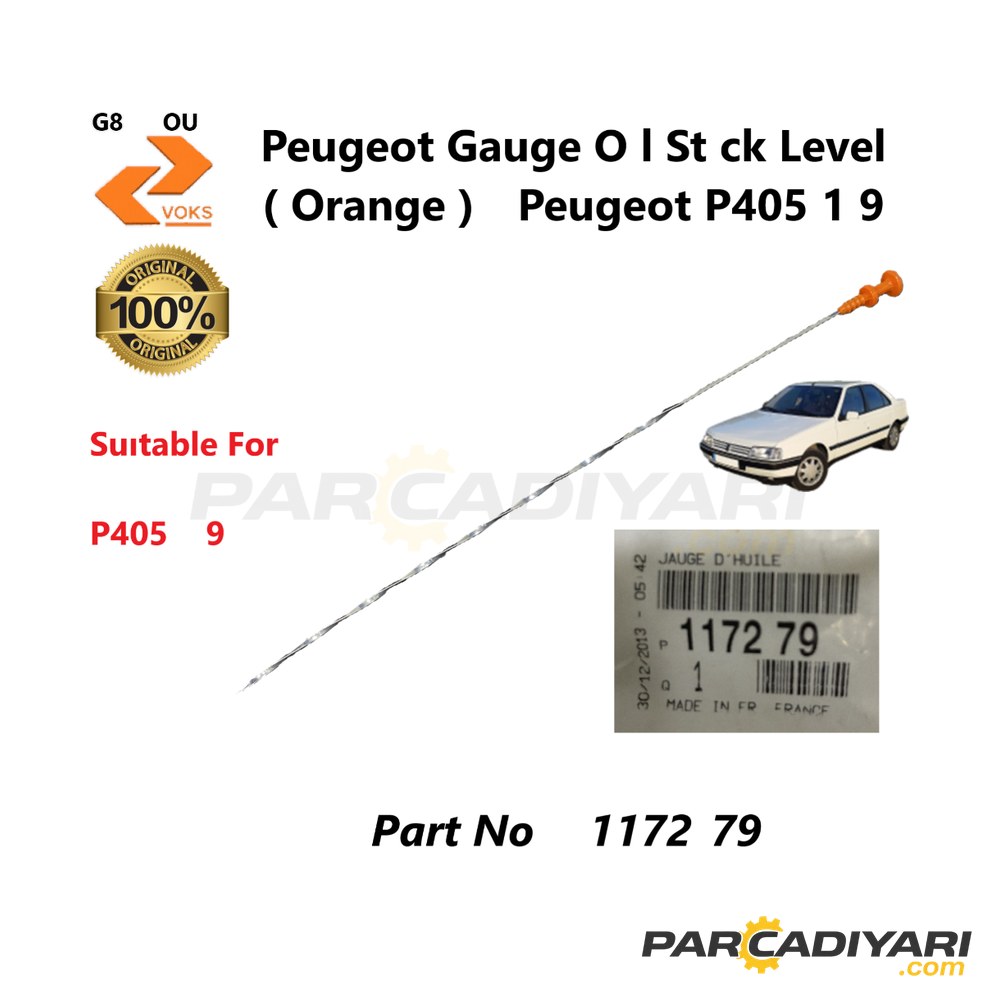 G8 OU
VOKS
Peugeot Gauge O l St ck Level
( Orange ) Peugeot P405 1 9
ORIGINAL
100%
ORIGINAL
Suıtable For
P405 9
PARCADIYARI
30/12/2013 - 05:42
JAUGE D'HUILE
P 1172 79
Q 1
MADE IN FR FRANCE
Part No 1172 79
PARCADIYARI
.com